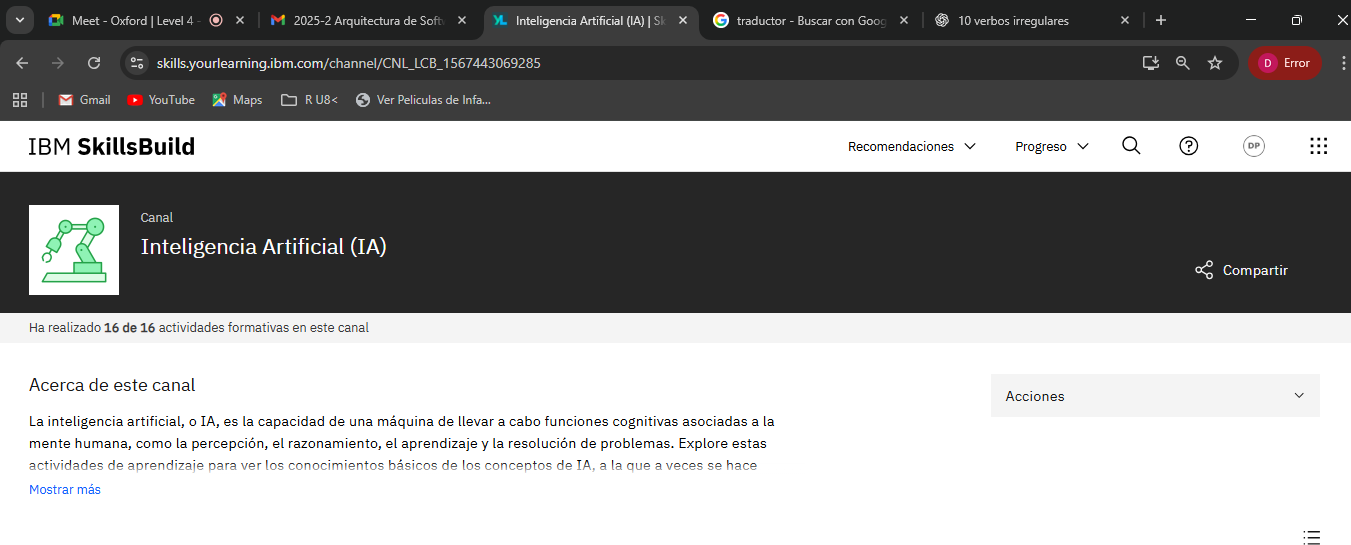 Meet - Oxford | Level 4 -
2025-2 Arquitectura de Softw
YL Inteligencia Artificial (IA) | Sk
traductor - Buscar con Goog
10 verbos irregulares
skills.yourlearning.ibm.com/channel/CNL_LCB_1567443069285
D Error
Gmail
YouTube
Maps
R U8<
Ver Peliculas de Infa...
IBM SkillsBuild
Recomendaciones
Progreso
DP
Canal
Inteligencia Artificial (IA)
Compartir
Ha realizado 16 de 16 actividades formativas en este canal
Acerca de este canal
Acciones
La inteligencia artificial, o IA, es la capacidad de una máquina de llevar a cabo funciones cognitivas asociadas a la
mente humana, como la percepción, el razonamiento, el aprendizaje y la resolución de problemas. Explore estas
actividades de aprendizaje para ver los conocimientos básicos de los conceptos de IA, a la que a veces se hace
Mostrar más